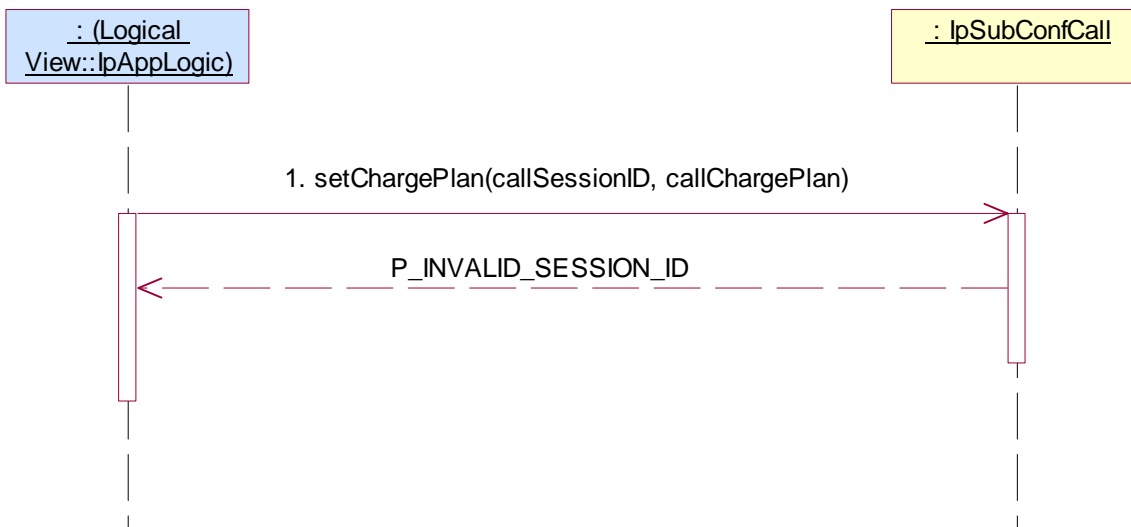 : (Logical
View::IpAppLogic)
: IpSubConfCall
1. setChargePlan(callSessionID, callChargePlan)
P_INVALID_SESSION_ID